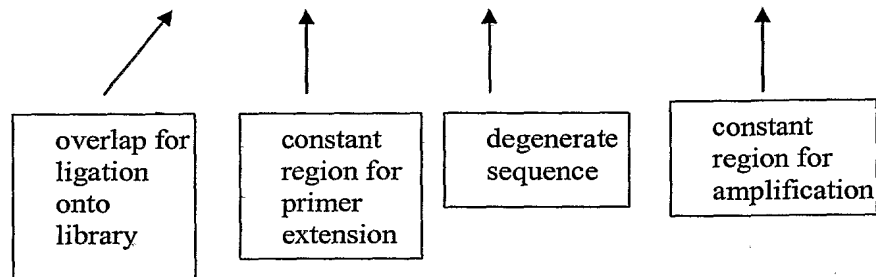 overlap for
ligation
onto
library
constant
region for
primer
extension
degenerate
sequence
constant
region for
amplification